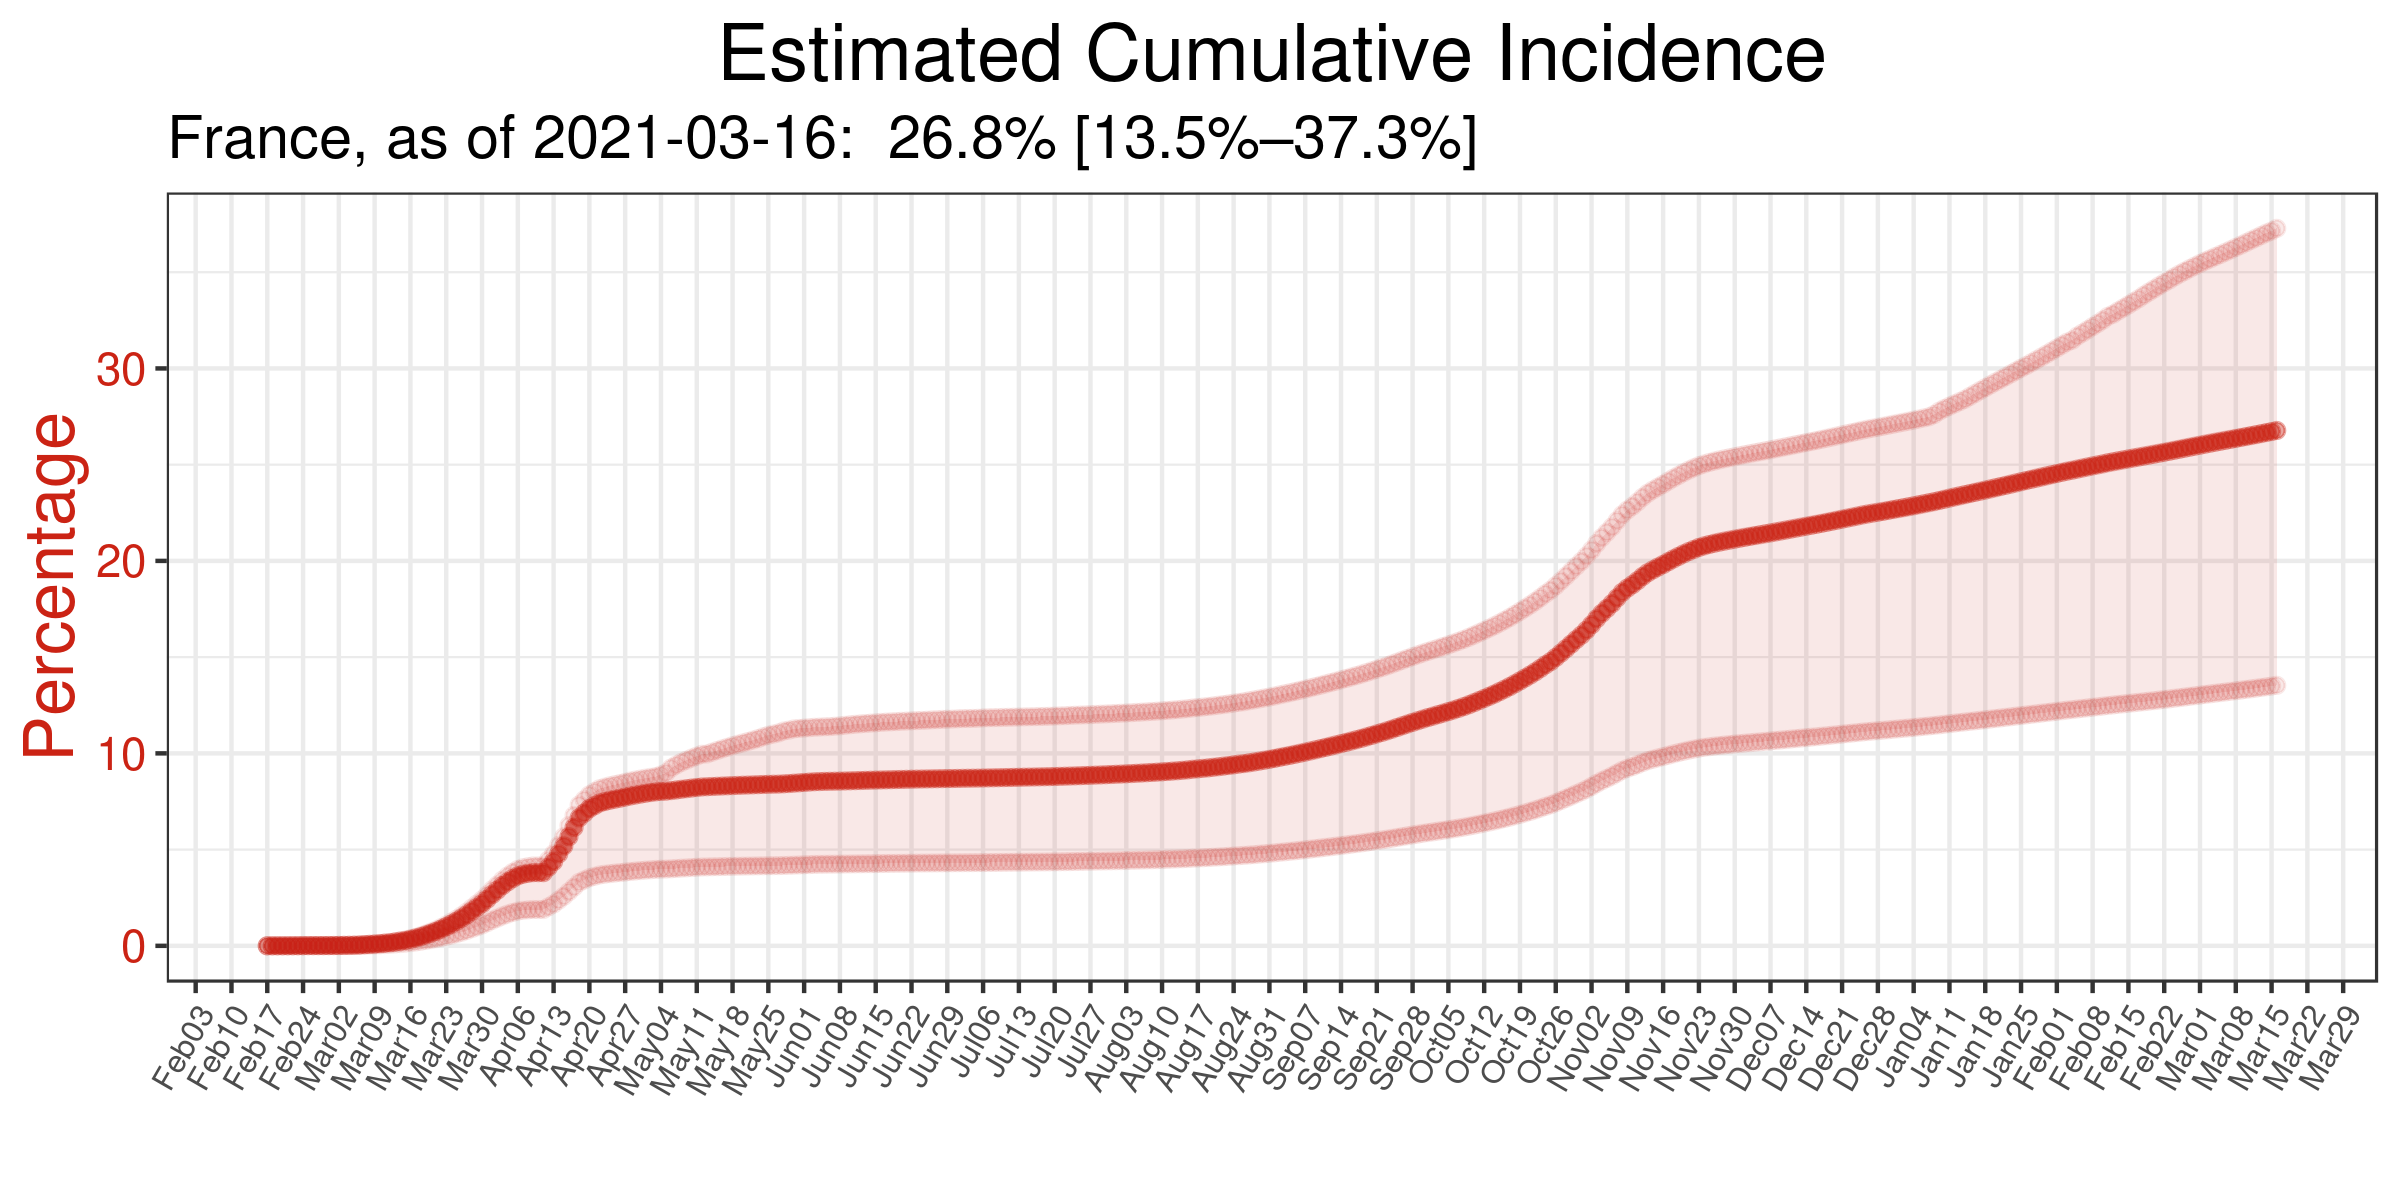 Estimated Cumulative Incidence
France, as of 2021-03-16:  26.8% [13.5%–37.3%]
Percentage
30
20
10
0
Feb03
Feb10
Feb17
Feb24
Mar02
Mar09
Mar16
Mar23
Mar30
Apr06
Apr13
Apr20
Apr27
May04
May11
May18
May25
Jun01
Jun08
Jun15
Jun22
Jun29
Jul06
Jul13
Jul20
Jul27
Aug03
Aug10
Aug17
Aug24
Aug31
Sep07
Sep14
Sep21
Sep28
Oct05
Oct12
Oct19
Oct26
Nov02
Nov09
Nov16
Nov23
Nov30
Dec07
Dec14
Dec21
Dec28
Jan04
Jan11
Jan18
Jan25
Feb01
Feb08
Feb15
Feb22
Mar01
Mar08
Mar15
Mar22
Mar29